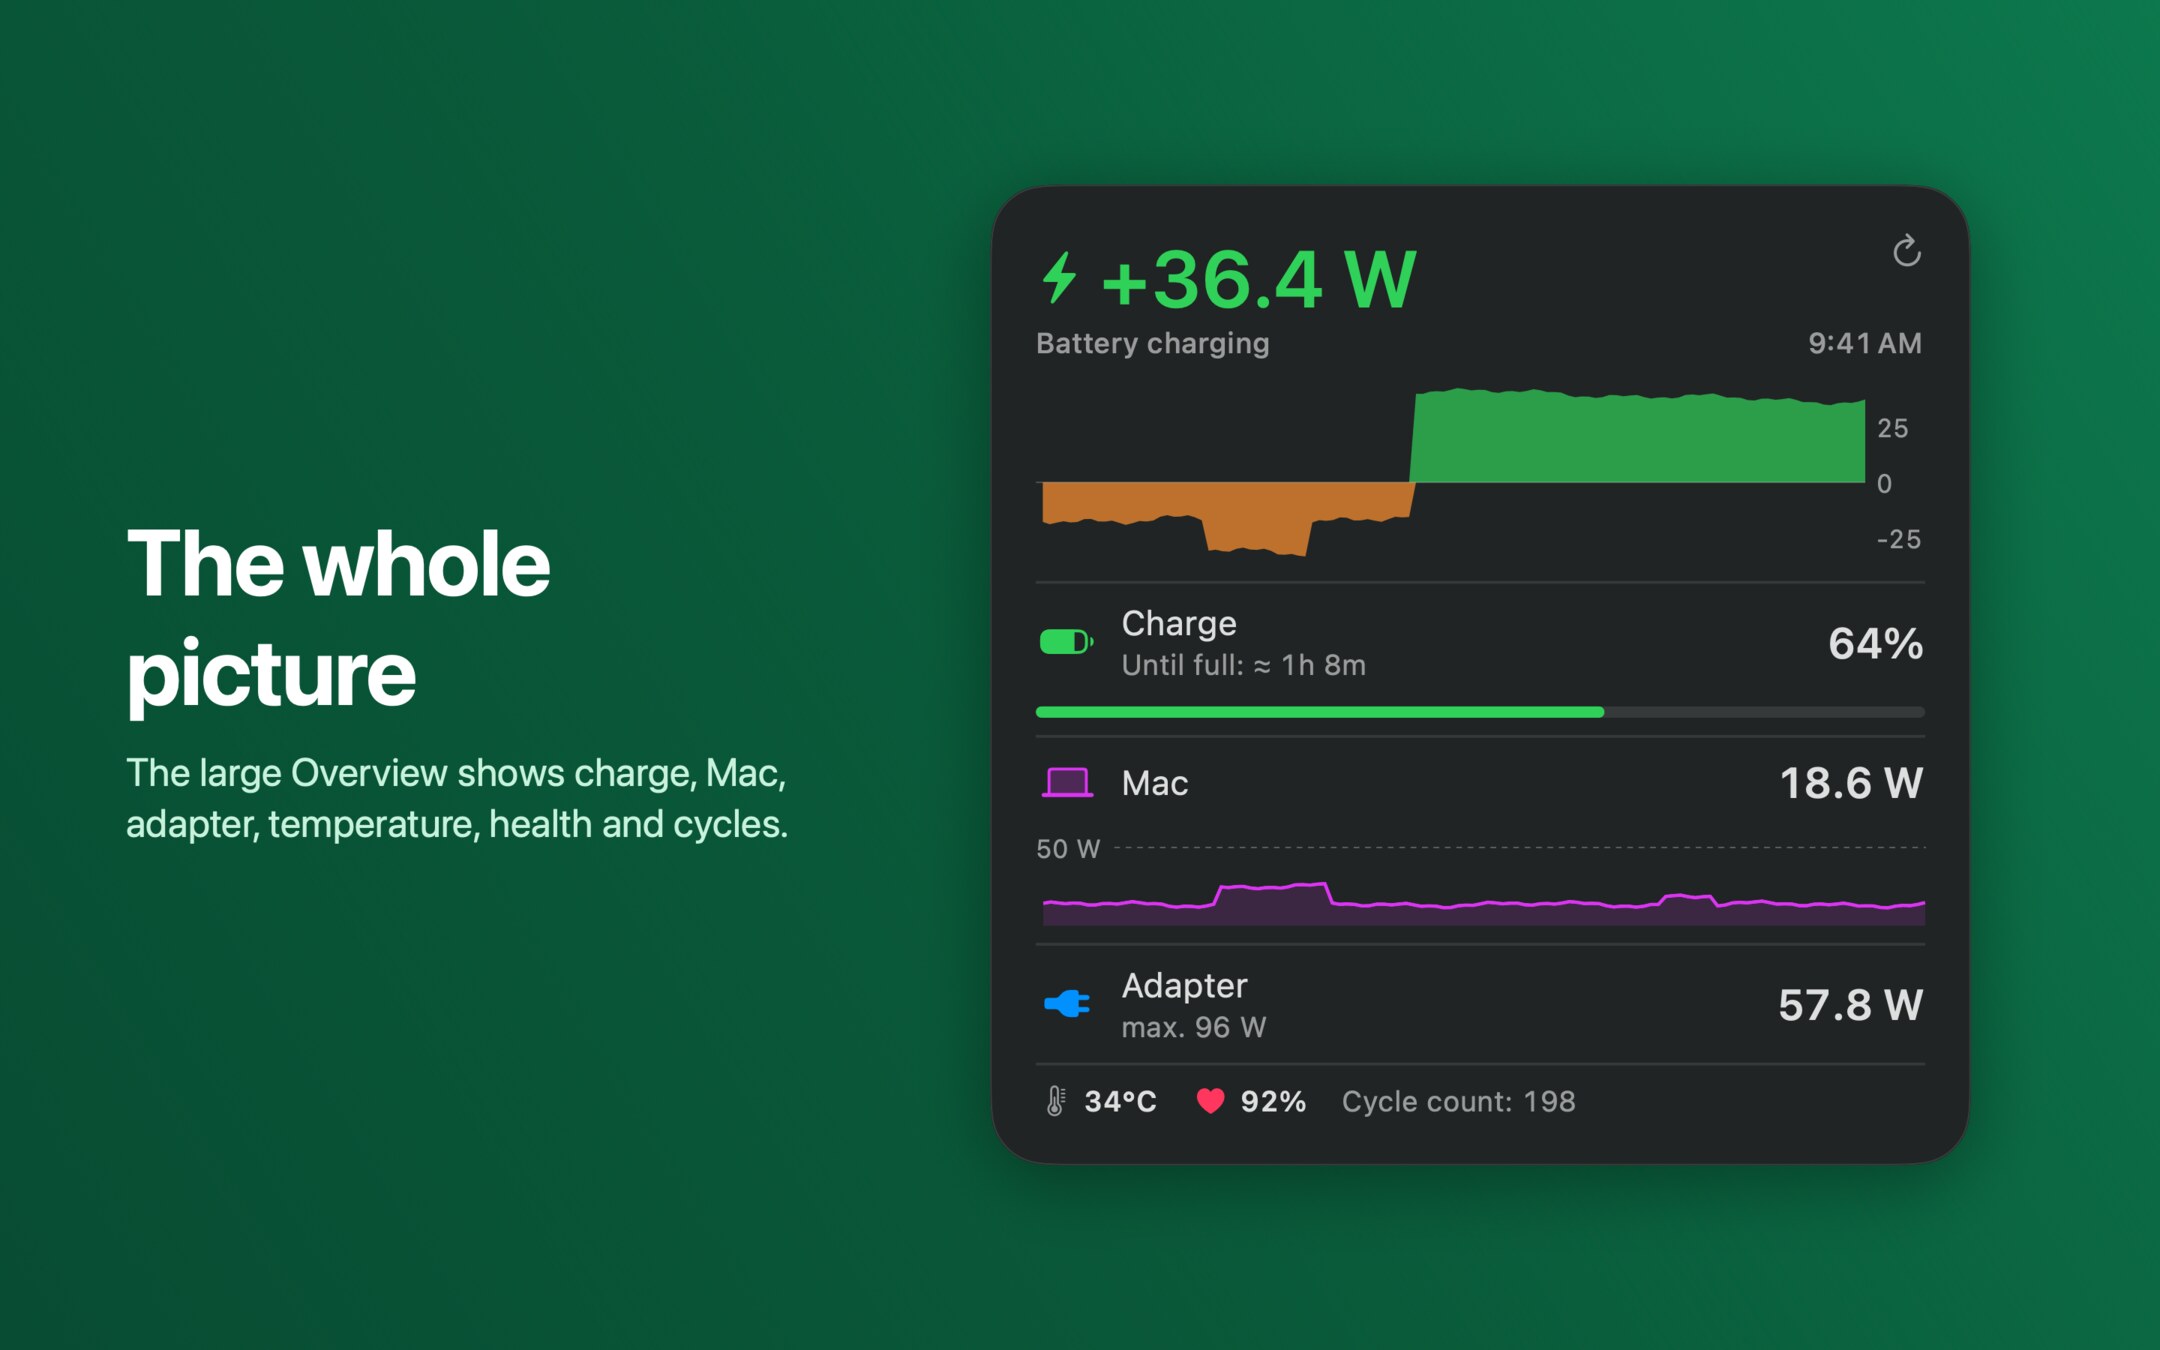 The whole
picture
The large Overview shows charge, Mac,
adapter, temperature, health and cycles.
+36.4 W
Battery charging
9:41 AM
25
0
-25
Charge
Until full: ≈ 1h 8m
64%
Mac
18.6 W
50 W
Adapter
max. 96 W
57.8 W
34°C 92% Cycle count: 198